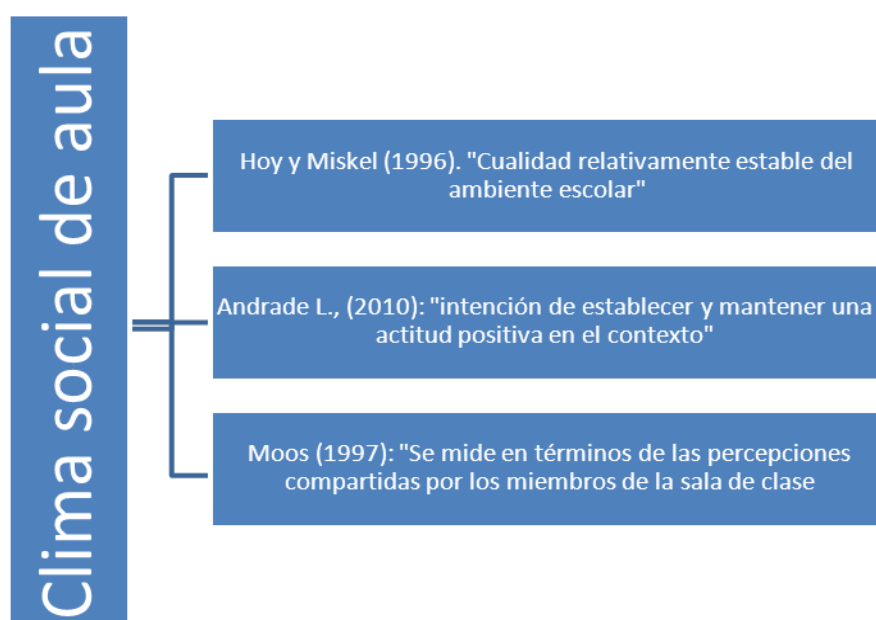 Clima social de aula
Hoy y Miskel (1996). "Cualidad relativamente estable del
ambiente escolar"
Andrade L., (2010): "intención de establecer y mantener una
actitud positiva en el contexto"
Moos (1997): "Se mide en términos de las percepciones
compartidas por los miembros de la sala de clase